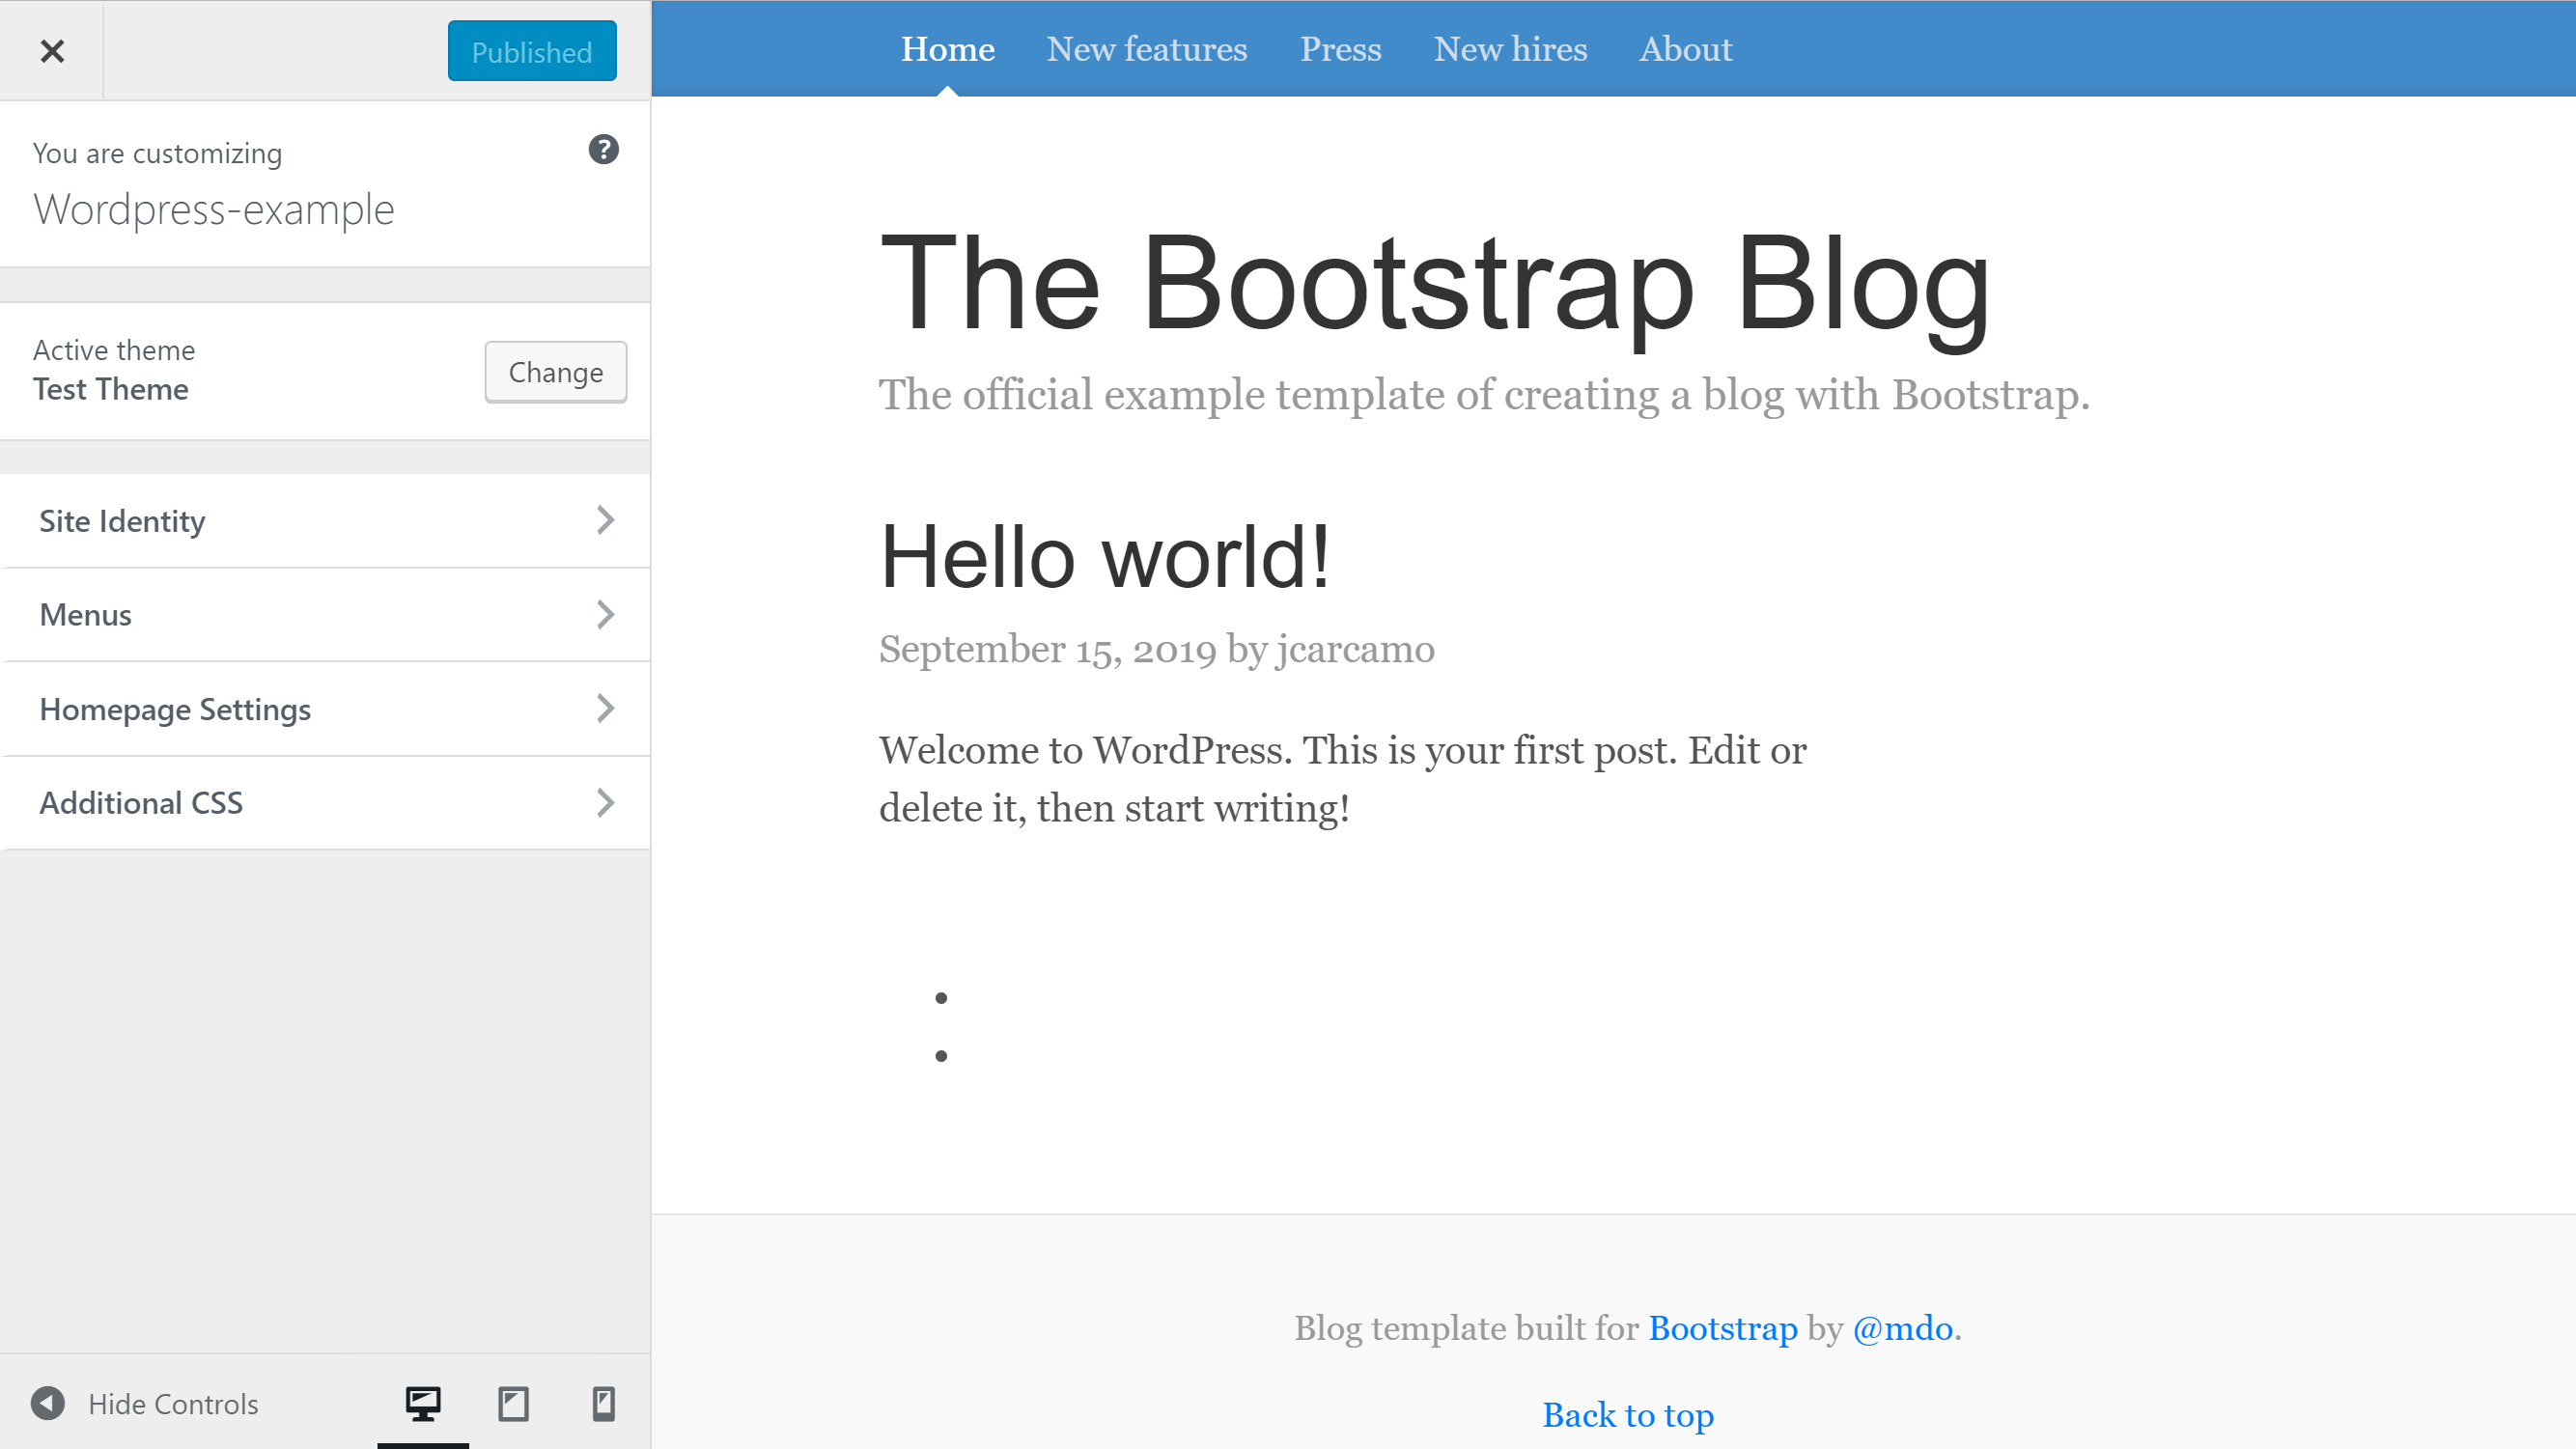 Published
You are customizing
Wordpress-example
Active theme
Test Theme
Change
Site Identity
Menus
Homepage Settings
Additional CSS
Hide Controls
Home New features Press New hires About
The Bootstrap Blog
The official example template of creating a blog with Bootstrap.
Hello world!
September 15, 2019 by jcarcamo
Welcome to WordPress. This is your first post. Edit or
delete it, then start writing!
Blog template built for Bootstrap by @mdo.
Back to top